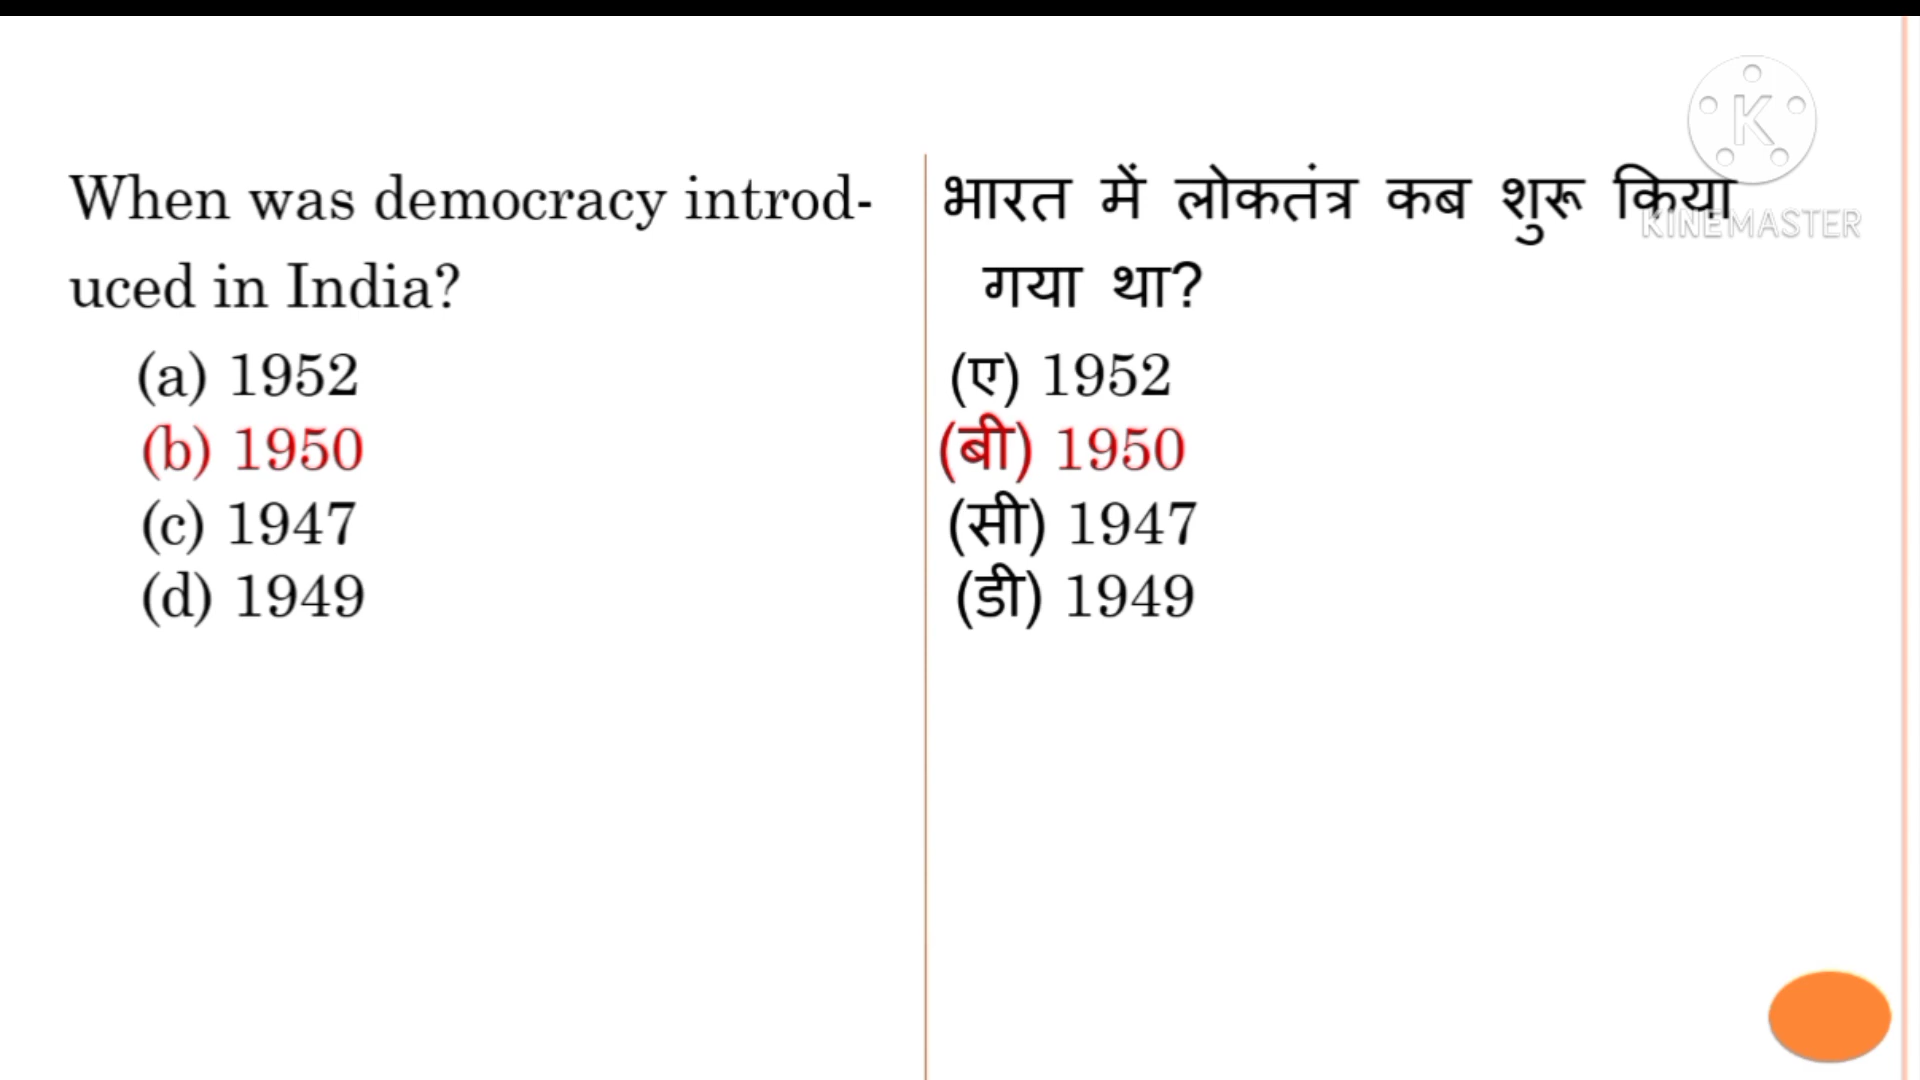 When was democracy introd-
uced in India?
(a) 1952
(b) 1950
(c) 1947
(d) 1949
भारत में लोकतंत्र कब शुरू किया
गया था?
(ए) 1952
(बी) 1950
(सी) 1947
(डी) 1949
K
KINEMASTER